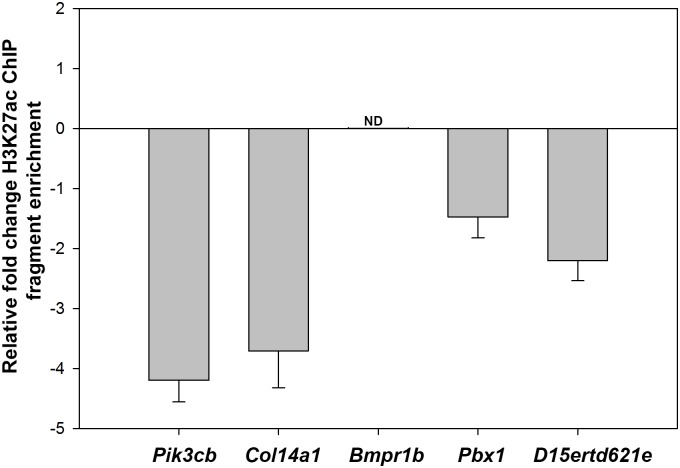 Relative fold change H3K27ac ChIP
fragment enrichment
2
1
0
-1
-2
-3
-4
-5
ND
Pik3cb Col14a1 Bmpr1b Pbx1 D15ertd621e